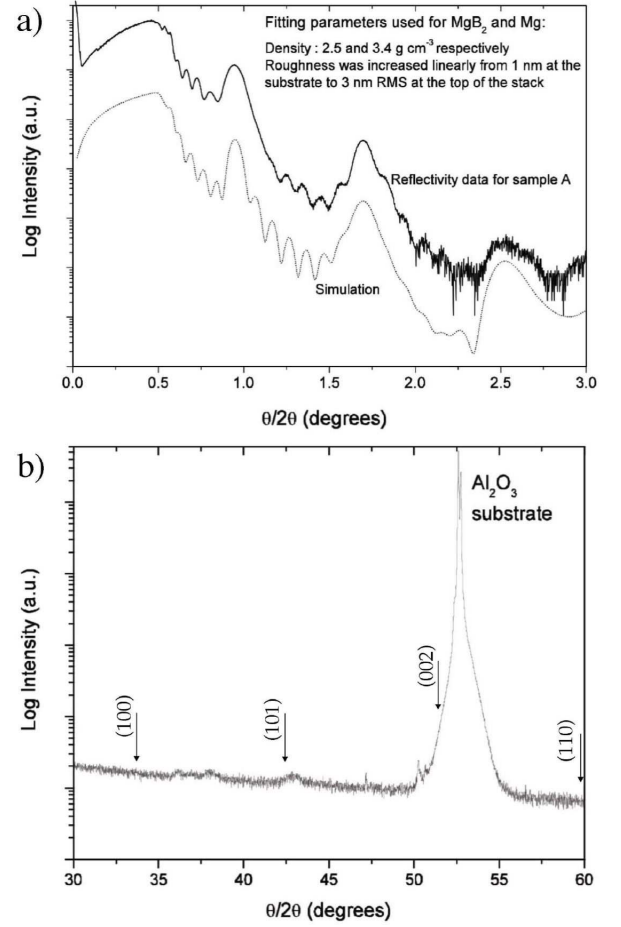 a)
Fitting parameters used for MgB₂ and Mg:
Density : 2.5 and 3.4 g cm⁻³ respectively
Roughness was increased linearly from 1 nm at the
substrate to 3 nm RMS at the top of the stack
Log Intensity (a.u.)
Reflectivity data for sample A
Simulation
0.0 0.5 1.0 1.5 2.0 2.5 3.0
θ/2θ (degrees)
b)
Al₂O₃
substrate
Log Intensity (a.u.)
(100)
(101)
(002)
(110)
30 35 40 45 50 55 60
θ/2θ (degrees)